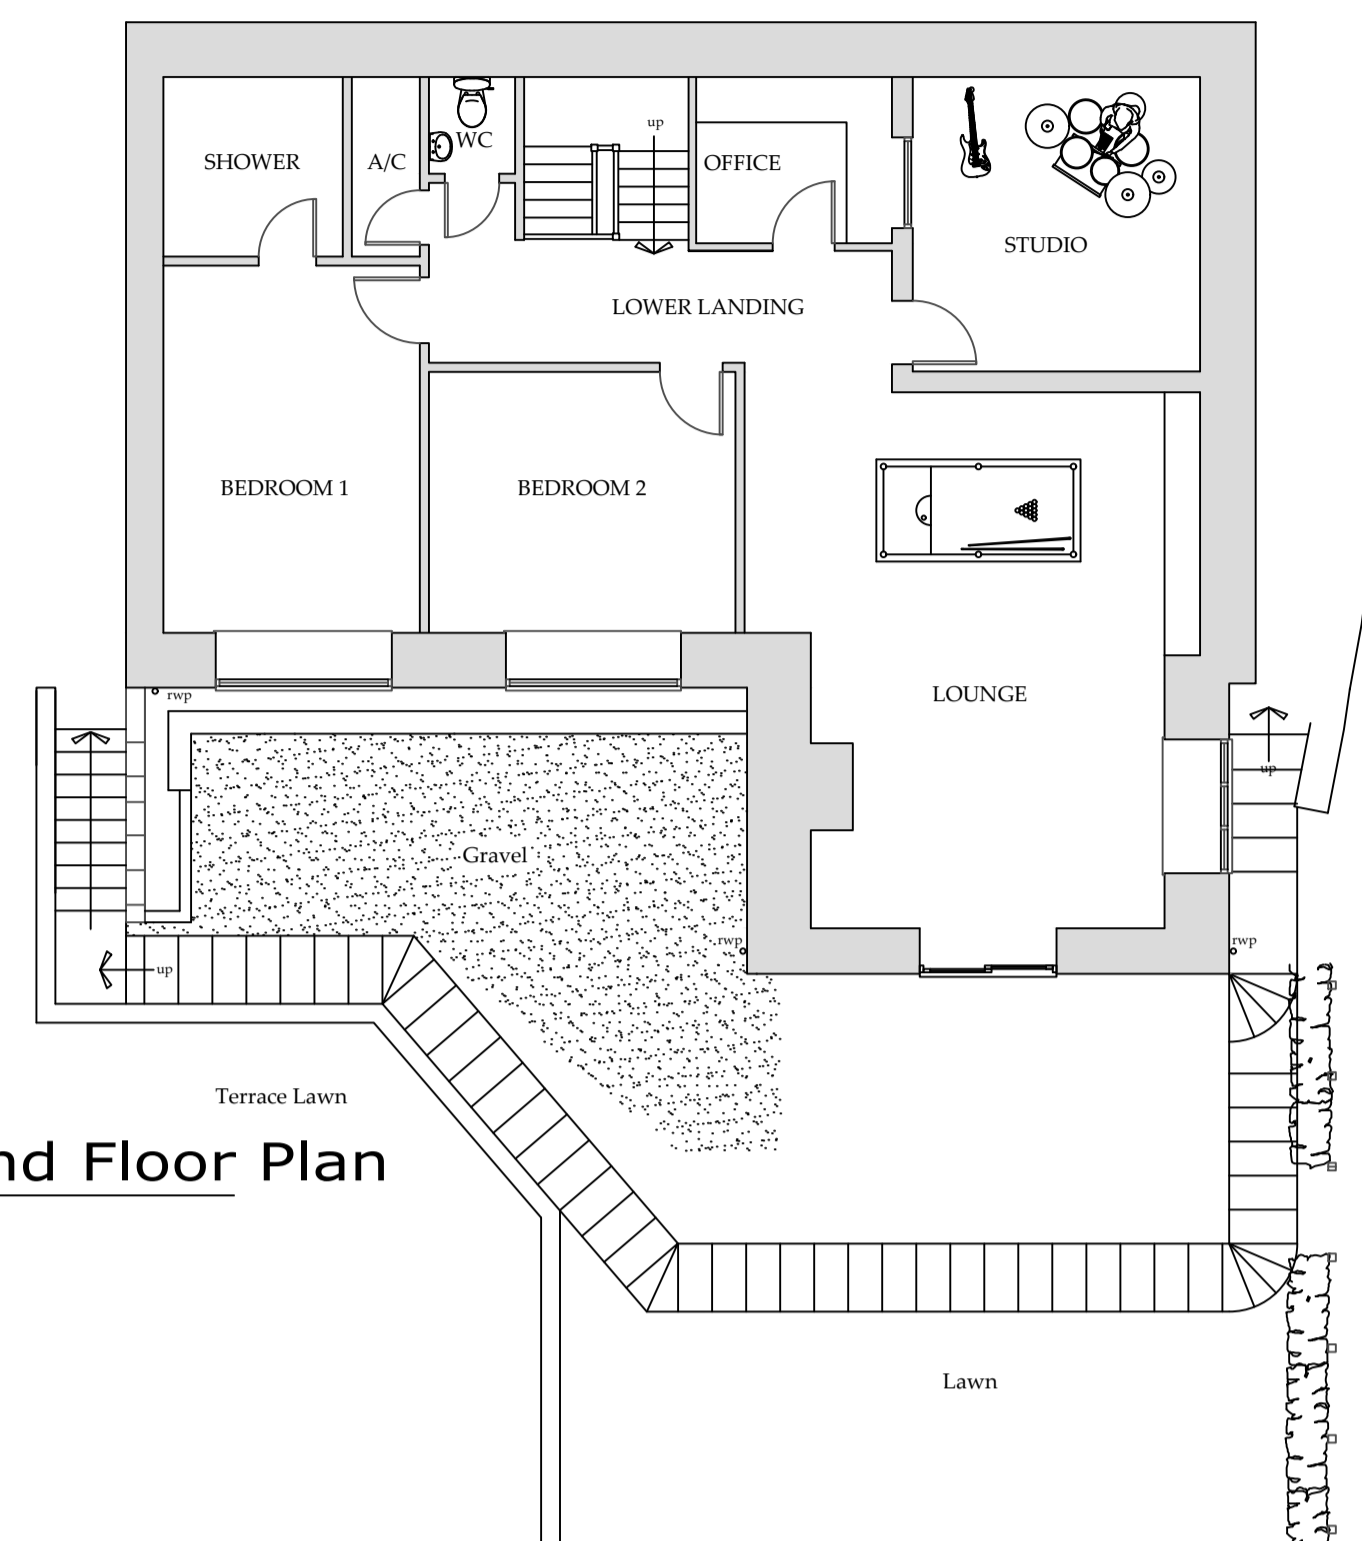 up
SHOWER
A/C
WC
OFFICE
STUDIO
LOWER LANDING
BEDROOM 1
BEDROOM 2
LOUNGE
rwp
up
Gravel
rwp
rwp
up
Terrace Lawn
nd Floor Plan
Lawn